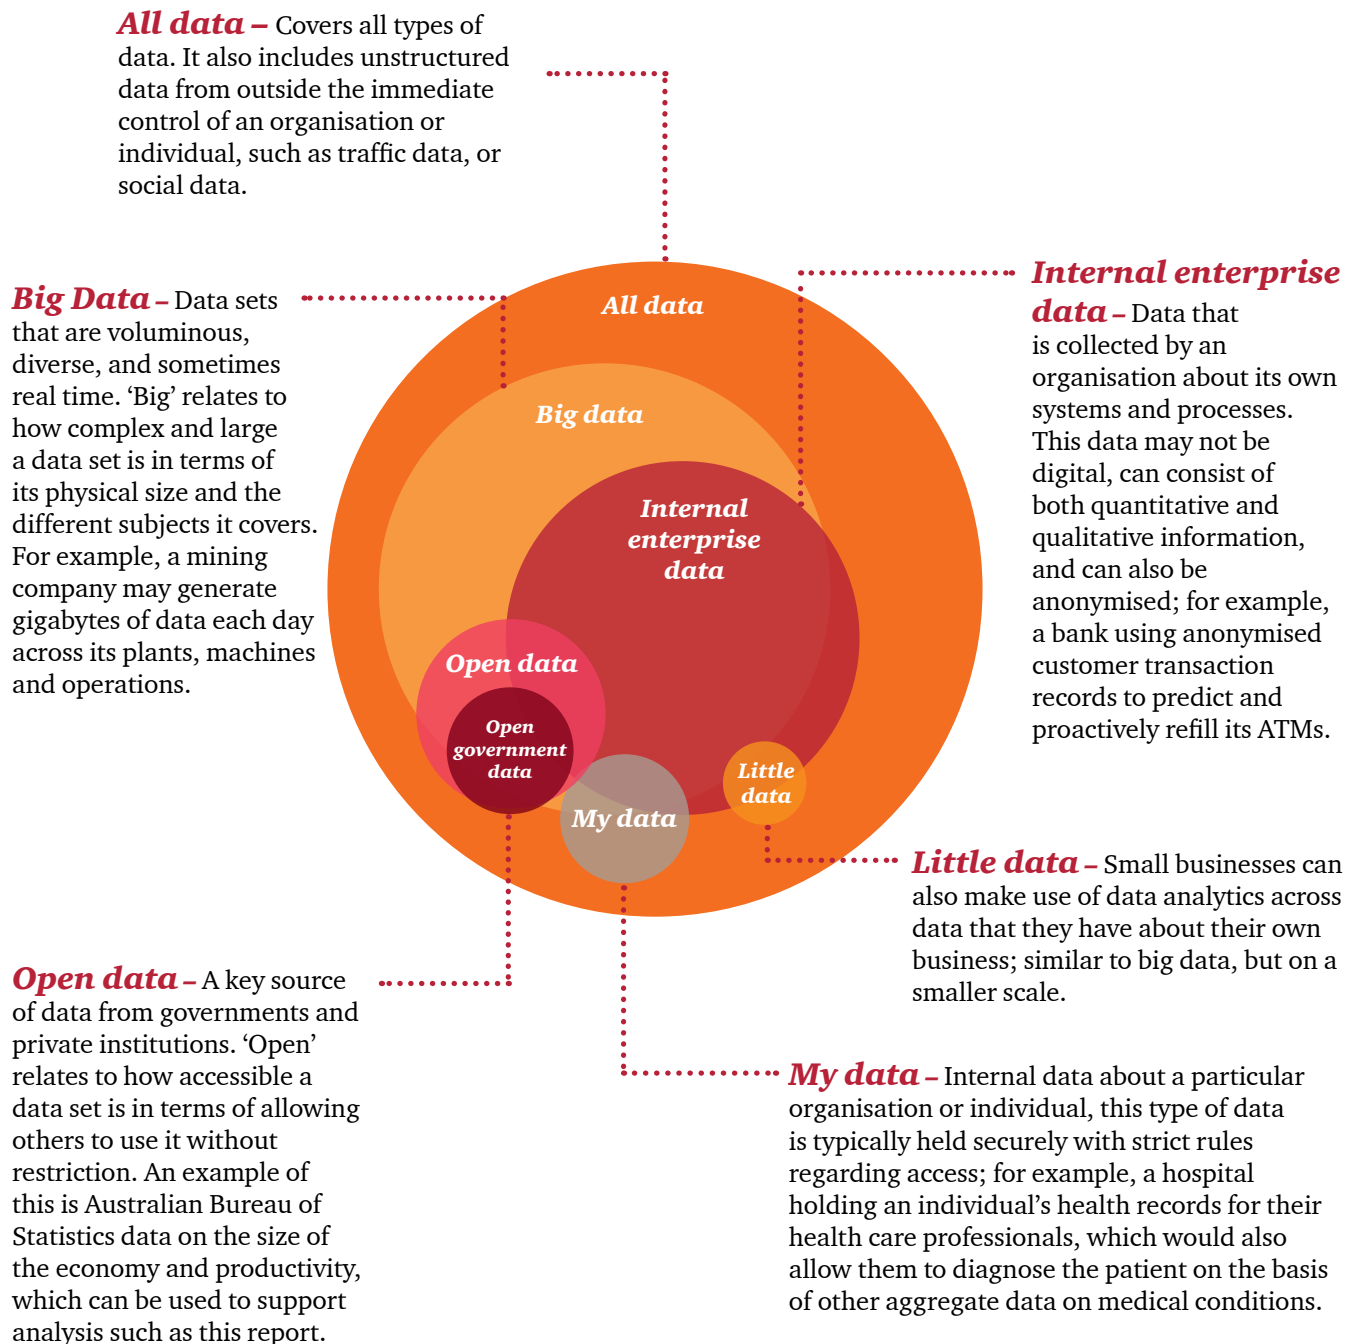 All data – Covers all types of
data. It also includes unstructured
data from outside the immediate
control of an organisation or
individual, such as traffic data, or
social data.
Big Data – Data sets
that are voluminous,
diverse, and sometimes
real time. ‘Big’ relates to
how complex and large
a data set is in terms of
its physical size and the
different subjects it covers.
For example, a mining
company may generate
gigabytes of data each day
across its plants, machines
and operations.
All data
Big data
Internal
enterprise
data
Open data
Open
government
data
My data
Little
data
Internal enterprise
data – Data that
is collected by an
organisation about its own
systems and processes.
This data may not be
digital, can consist of
both quantitative and
qualitative information,
and can also be
anonymised; for example,
a bank using anonymised
customer transaction
records to predict and
proactively refill its ATMs.
Little data – Small businesses can
also make use of data analytics across
data that they have about their own
business; similar to big data, but on a
smaller scale.
Open data – A key source
of data from governments and
private institutions. ‘Open’
relates to how accessible a
data set is in terms of allowing
others to use it without
restriction. An example of
this is Australian Bureau of
Statistics data on the size of
the economy and productivity,
which can be used to support
analysis such as this report.
My data – Internal data about a particular
organisation or individual, this type of data
is typically held securely with strict rules
regarding access; for example, a hospital
holding an individual’s health records for their
health care professionals, which would also
allow them to diagnose the patient on the basis
of other aggregate data on medical conditions.